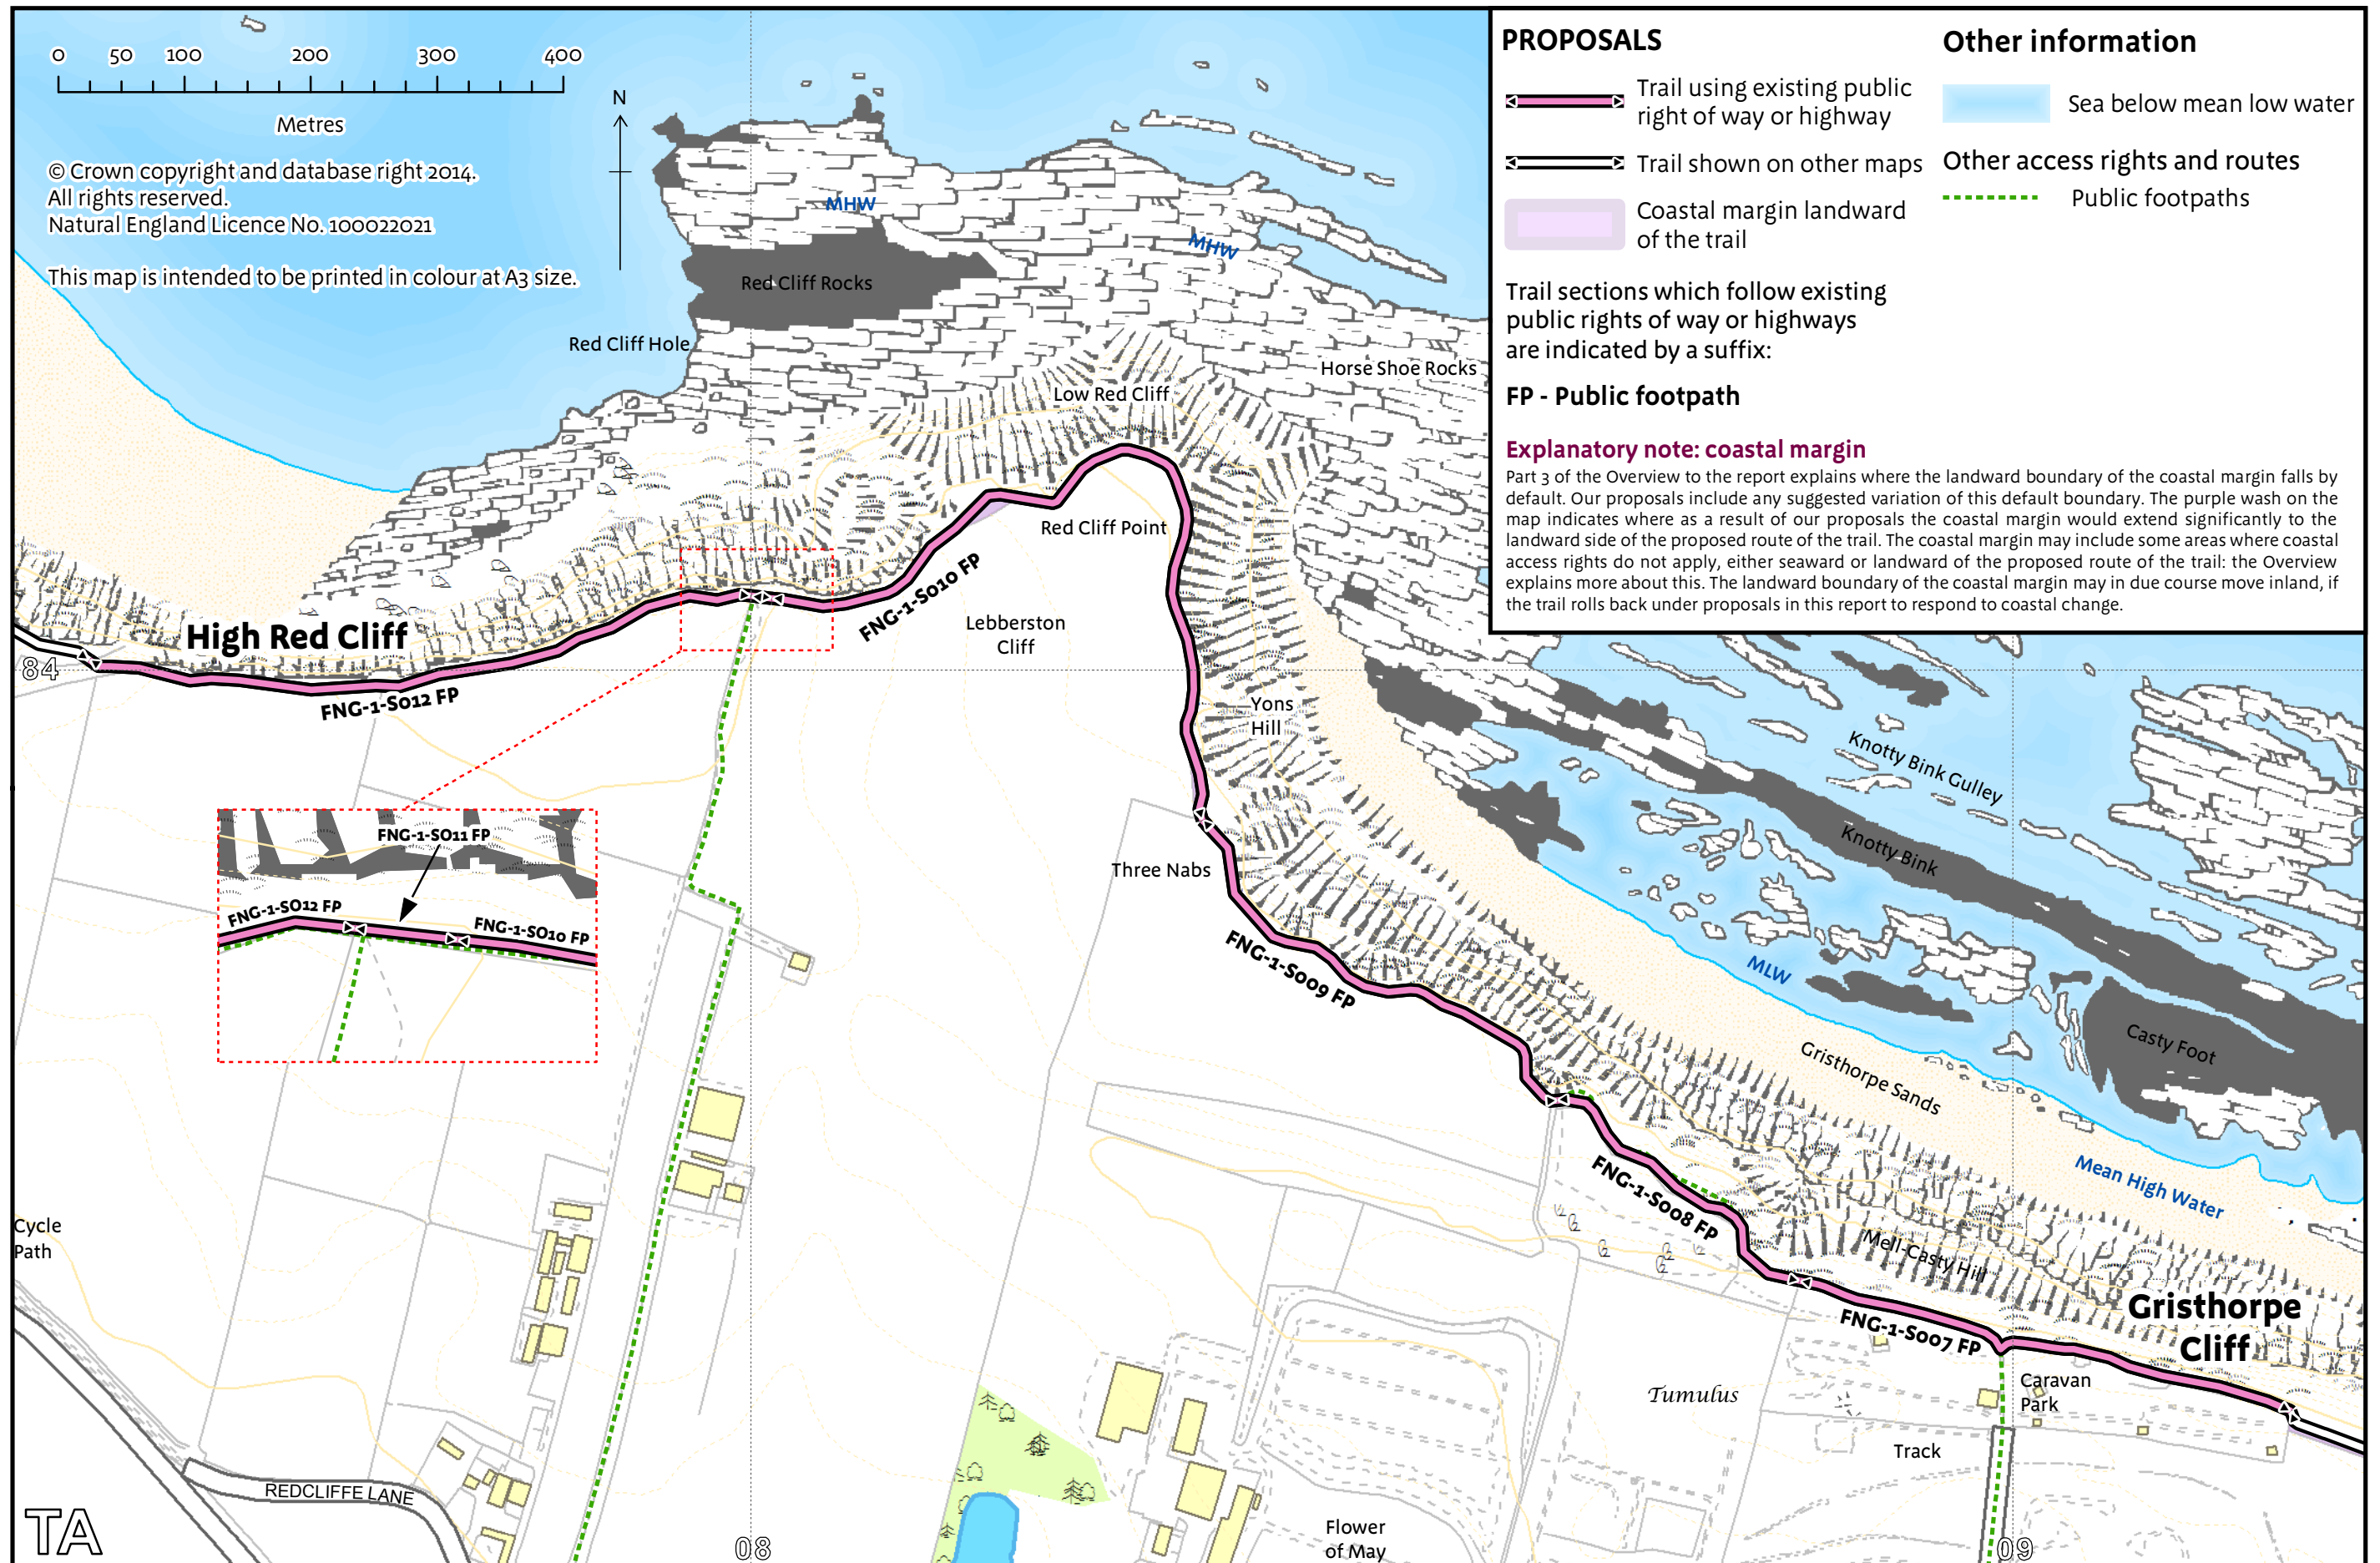 0 50 100 200 300 400
Metres
© Crown copyright and database right 2014.
All rights reserved.
Natural England Licence No. 100022021
This map is intended to be printed in colour at A3 size.
N
PROPOSALS
Trail using existing public
right of way or highway
Trail shown on other maps
Coastal margin landward
of the trail
Trail sections which follow existing
public rights of way or highways
are indicated by a suffix:
FP - Public footpath
Other information
Sea below mean low water
Other access rights and routes
Public footpaths
Explanatory note: coastal margin
Part 3 of the Overview to the report explains where the landward boundary of the coastal margin falls by
default. Our proposals include any suggested variation of this default boundary. The purple wash on the
map indicates where as a result of our proposals the coastal margin would extend significantly to the
landward side of the proposed route of the trail. The coastal margin may include some areas where coastal
access rights do not apply, either seaward or landward of the proposed route of the trail: the Overview
explains more about this. The landward boundary of the coastal margin may in due course move inland, if
the trail rolls back under proposals in this report to respond to coastal change.
MHW
MHW
Red Cliff Rocks
Red Cliff Hole
Horse Shoe Rocks
Low Red Cliff
Red Cliff Point
FNG-1-S010 FP
Lebberston
Cliff
High Red Cliff
84
FNG-1-S012 FP
Yons
Hill
Knotty Bink Gulley
Knotty Bink
FNG-1-SO11 FP
FNG-1-SO12 FP
FNG-1-SO10 FP
Three Nabs
FNG-1-S009 FP
MLW
Casty Foot
Gristhorpe Sands
FNG-1-S008 FP
Mean High Water
Mell-Casty Hill
Cycle
Path
Gristhorpe
Cliff
FNG-1-S007 FP
Caravan
Park
Tumulus
Track
REDCLIFFE LANE
Flower
of May
TA
08
09